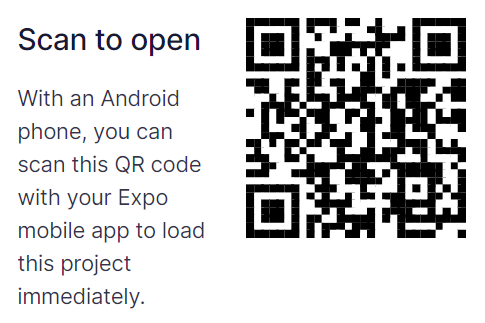 Scan to open
With an Android
phone, you can
scan this QR code
with your Expo
mobile app to load
this project
immediately.